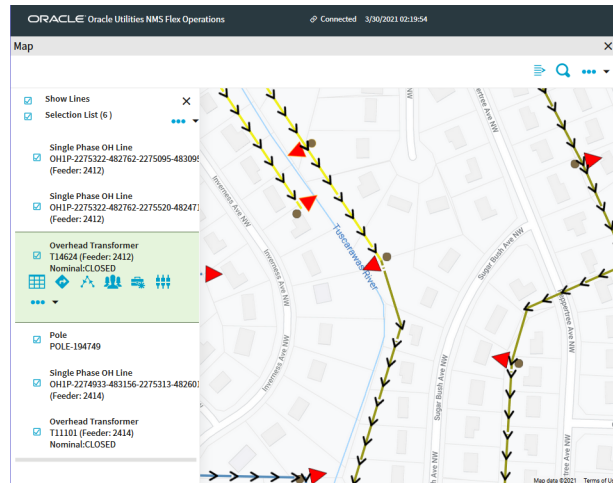 ORACLE Oracle Utilities NMS Flex Operations
Connected 3/30/2021 02:19:54
Map
Show Lines
Selection List (6 )
Single Phase OH Line
OH1P-2275322-482762-2275095-48309
(Feeder: 2412)
Single Phase OH Line
OH1P-2275322-482762-2275520-48247
(Feeder: 2412)
Overhead Transformer
T14624 (Feeder: 2412)
Nominal:CLOSED
Pole
POLE-194749
Single Phase OH Line
OH1P-2274933-483156-2275313-48260
(Feeder: 2414)
Overhead Transformer
T11101 (Feeder: 2414)
Nominal:CLOSED
Inverness Ave NW
Inverness Ave NW
Inverness Ave NW
Tuscarawas River
Sugar Bush Ave NW
Sugar Bush Ave NW
Ave NW
Map data ©2021
Terms of